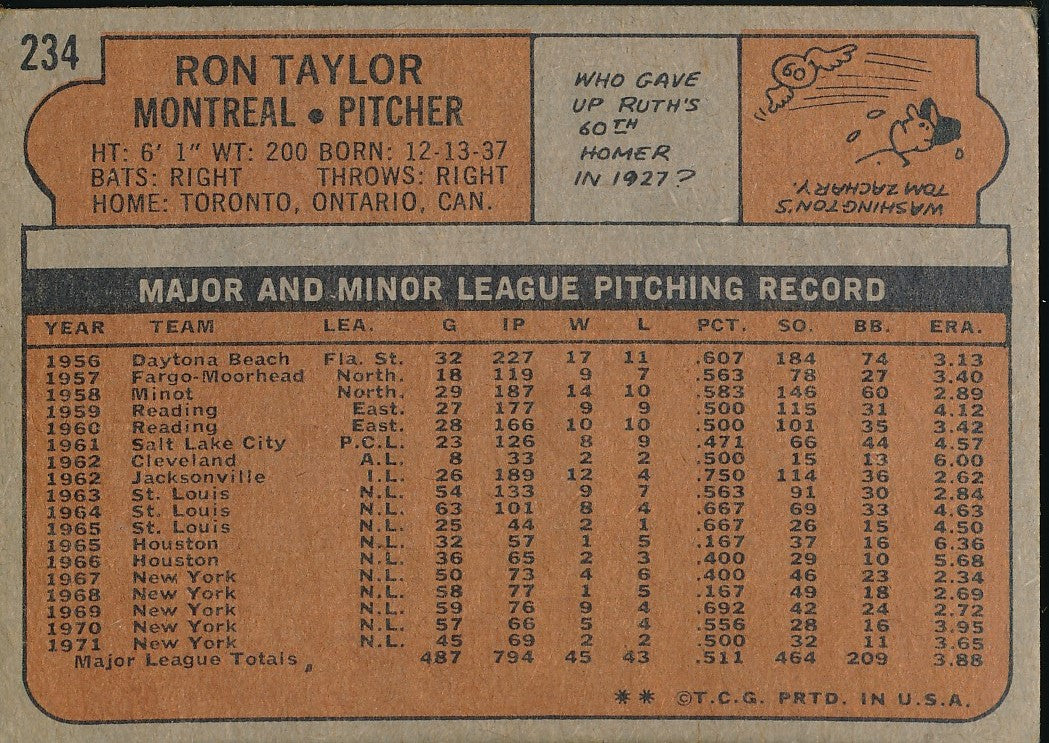 234
RON TAYLOR
MONTREAL • PITCHER
HT: 6' 1" WT: 200 BORN: 12-13-37
BATS: RIGHT THROWS: RIGHT
HOME: TORONTO, ONTARIO, CAN.
WHO GAVE
UP RUTH'S
60TH
HOMER
IN 1927?
60
WASHINGTON'S
TOM ZACHARY.
MAJOR AND MINOR LEAGUE PITCHING RECORD
YEAR TEAM LEA. G IP W L PCT. SO. BB. ERA.
1956 Daytona Beach Fla. St. 32 227 17 11 .607 184 74 3.13
1957 Fargo-Moorhead North. 18 119 9 7 .563 78 27 3.40
1958 Minot North. 29 187 14 10 .583 146 60 2.89
1959 Reading East. 27 177 9 9 .500 115 31 4.12
1960 Reading East. 28 166 10 10 .500 101 35 3.42
1961 Salt Lake City P.C.L. 23 126 8 9 .471 66 44 4.57
1962 Cleveland A.L. 8 33 2 2 .500 15 13 6.00
1962 Jacksonville I.L. 26 189 12 4 .750 114 36 2.62
1963 St. Louis N.L. 54 133 9 7 .563 91 30 2.84
1964 St. Louis N.L. 63 101 8 4 .667 69 33 4.63
1965 St. Louis N.L. 25 44 2 1 .667 26 15 4.50
1965 Houston N.L. 32 57 1 5 .167 37 16 6.36
1966 Houston N.L. 36 65 2 3 .400 29 10 5.68
1967 New York N.L. 50 73 4 6 .400 46 23 2.34
1968 New York N.L. 58 77 1 5 .167 49 18 2.69
1969 New York N.L. 59 76 9 4 .692 42 24 2.72
1970 New York N.L. 57 66 5 4 .556 28 16 3.95
1971 New York N.L. 45 69 2 2 .500 32 11 3.65
Major League Totals 487 794 45 43 .511 464 209 3.88
** ©T.C.G. PRTD. IN U.S.A.